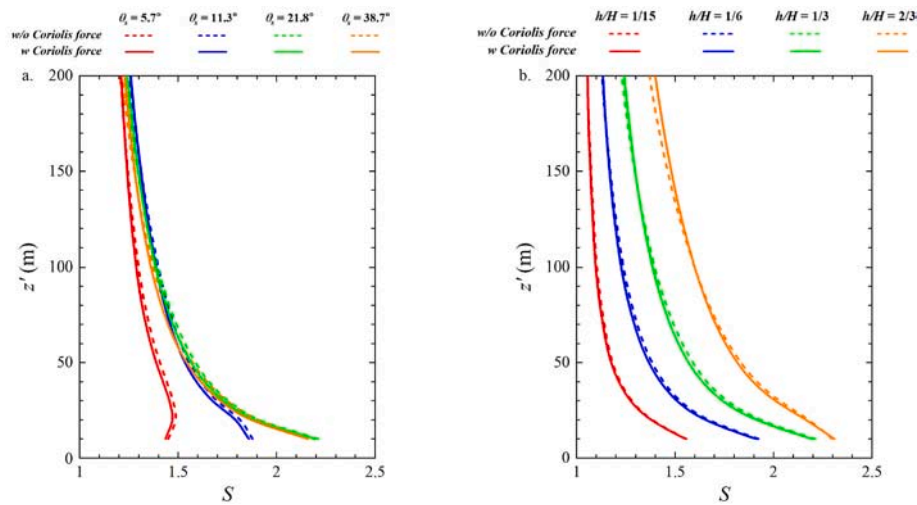 θs = 5.7° θs = 11.3° θs = 21.8° θs = 38.7°
w/o Coriolis force
w Coriolis force
a.
200
150
100
50
0
z' (m)
1 1.5 2 2.5
S
h/H = 1/15 h/H = 1/6 h/H = 1/3 h/H = 2/3
w/o Coriolis force
w Coriolis force
b.
200
150
100
50
0
z' (m)
1 1.5 2 2.5
S